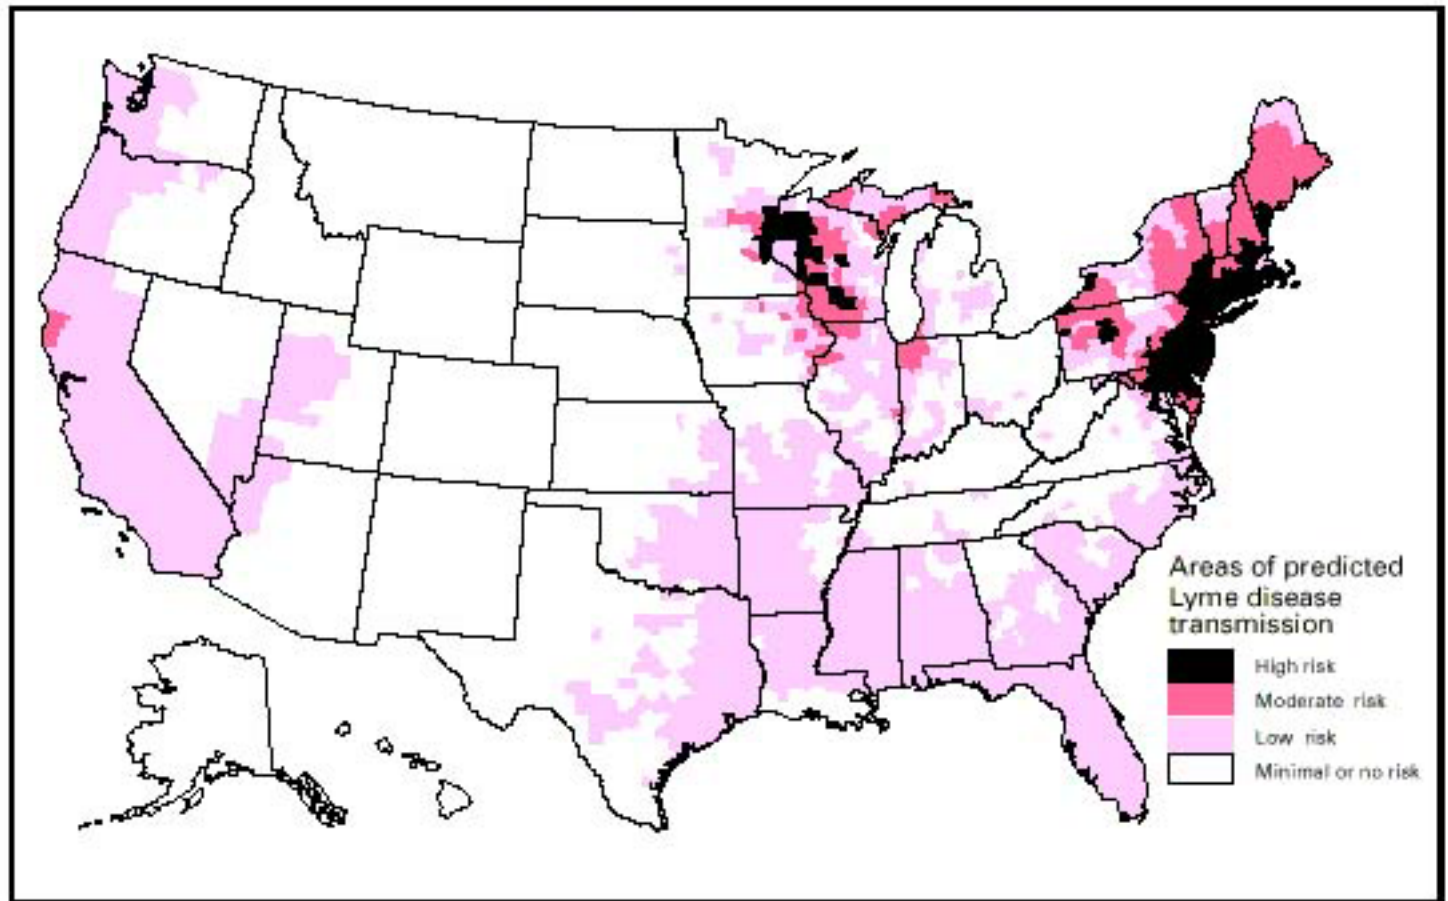 Areas of predicted
Lyme disease
transmission
High risk
Moderate risk
Low risk
Minimal or no risk